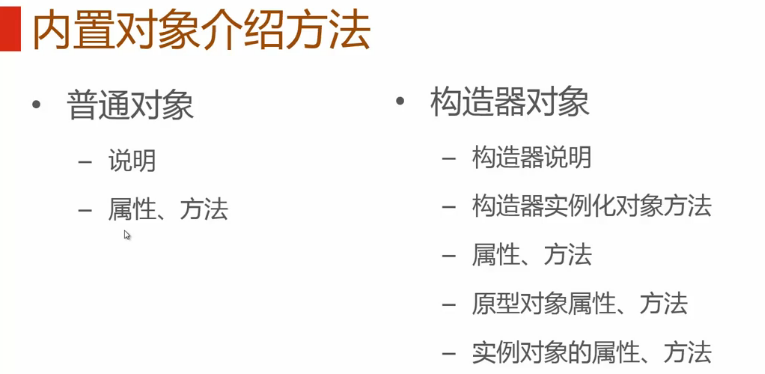 内置对象介绍方法
• 普通对象
– 说明
– 属性、方法
• 构造器对象
– 构造器说明
– 构造器实例化对象方法
– 属性、方法
– 原型对象属性、方法
– 实例对象的属性、方法